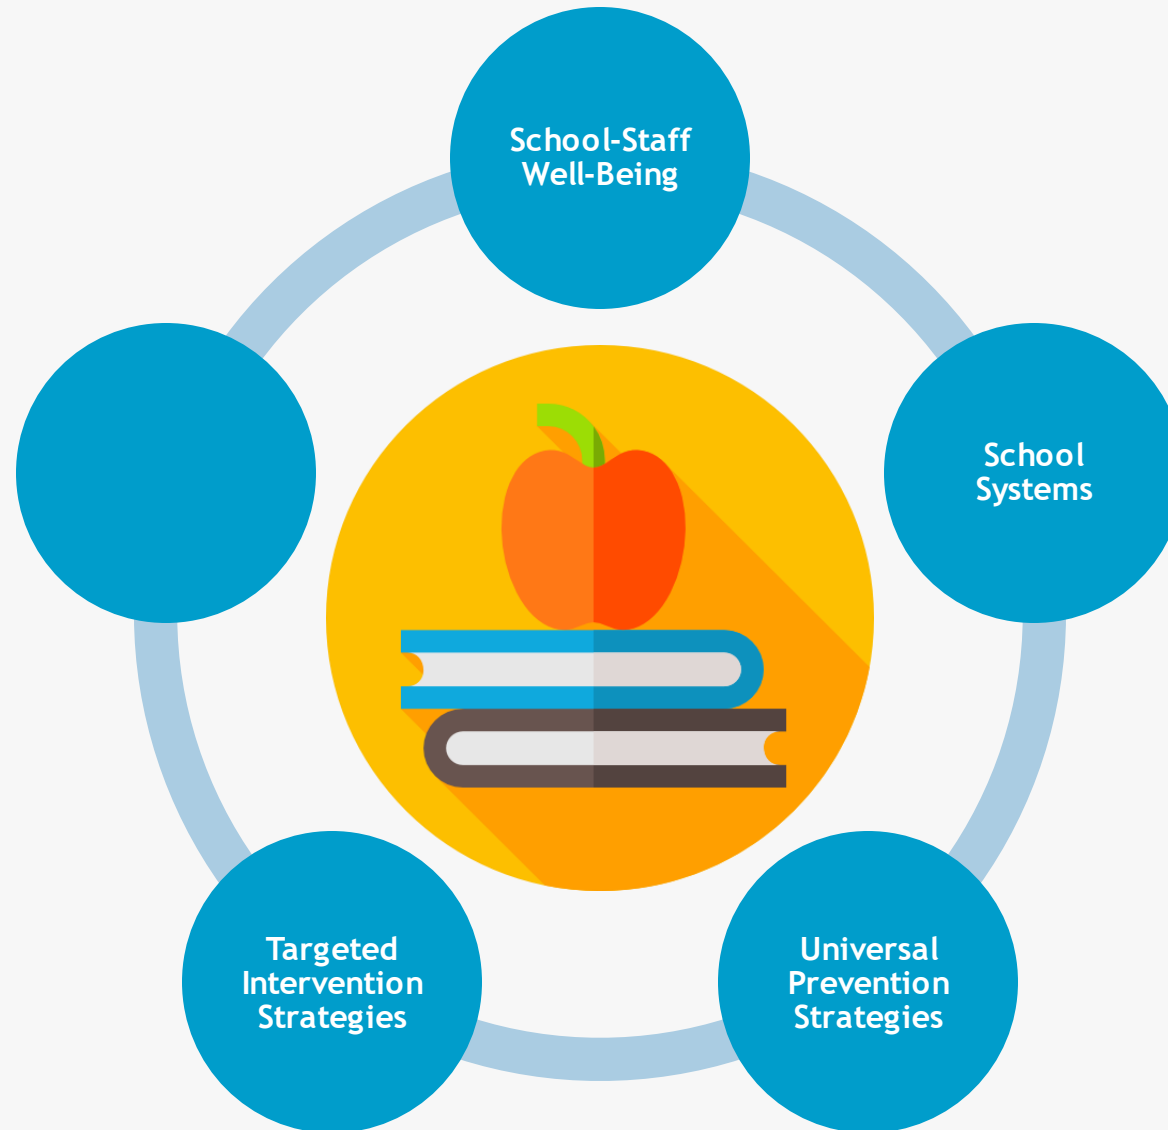 School-Staff
Well-Being
School
Systems
Universal
Prevention
Strategies
Targeted
Intervention
Strategies